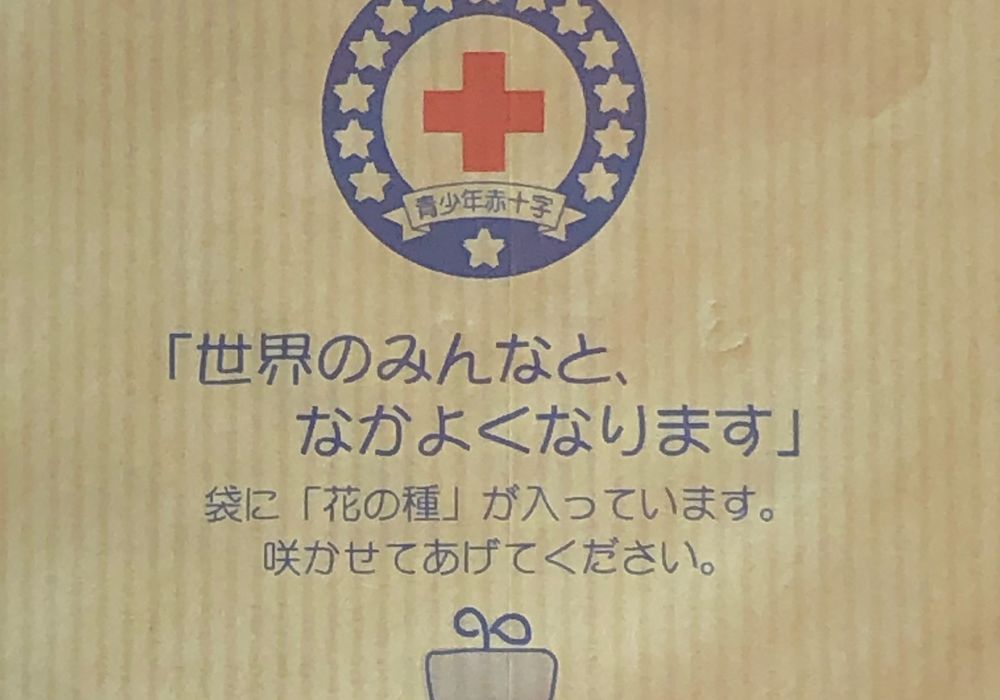 青少年赤十字
「世界のみんなと、
なかよくなります」
袋に「花の種」が入っています。
咲かせてあげてください。